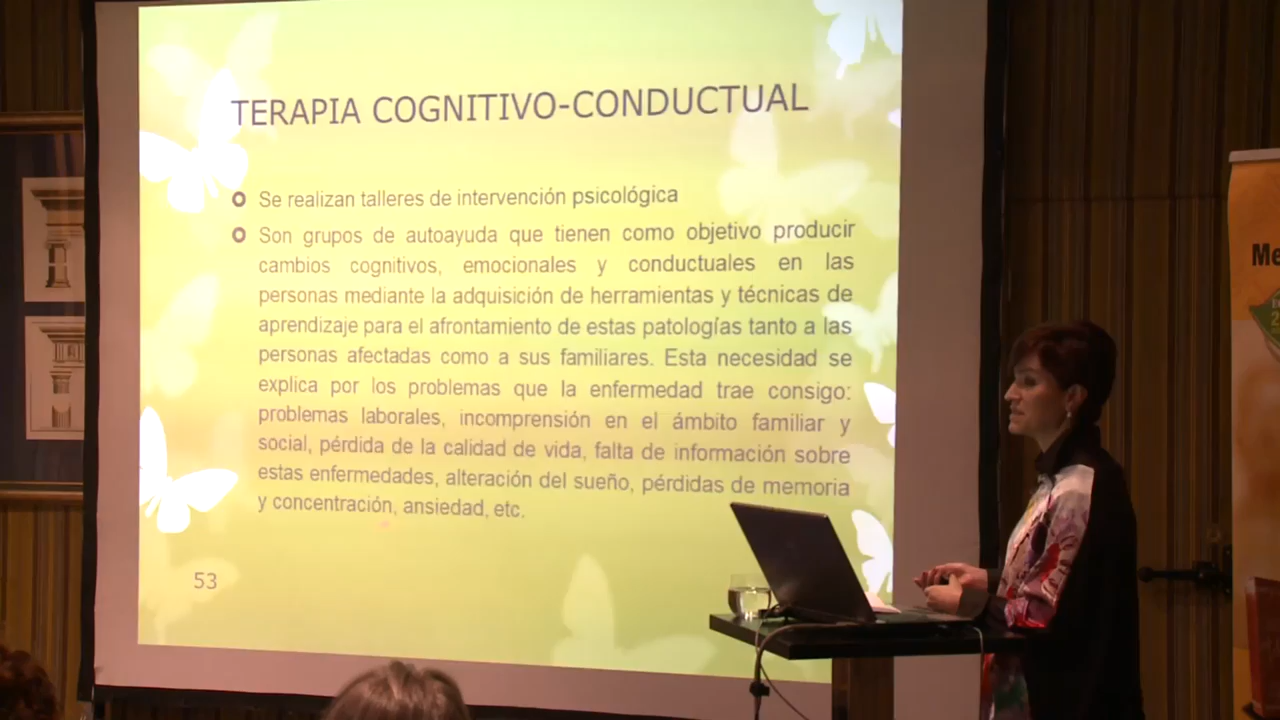 TERAPIA COGNITIVO-CONDUCTUAL
Se realizan talleres de intervención psicológica
Son grupos de autoayuda que tienen como objetivo producir
cambios cognitivos, emocionales y conductuales en las
personas mediante la adquisición de herramientas y técnicas de
aprendizaje para el afrontamiento de estas patologías tanto a las
personas afectadas como a sus familiares. Esta necesidad se
explica por los problemas que la enfermedad trae consigo:
problemas laborales, incomprensión en el ámbito familiar y
social, pérdida de la calidad de vida, falta de información sobre
estas enfermedades, alteración del sueño, pérdidas de memoria
y concentración, ansiedad, etc.
53